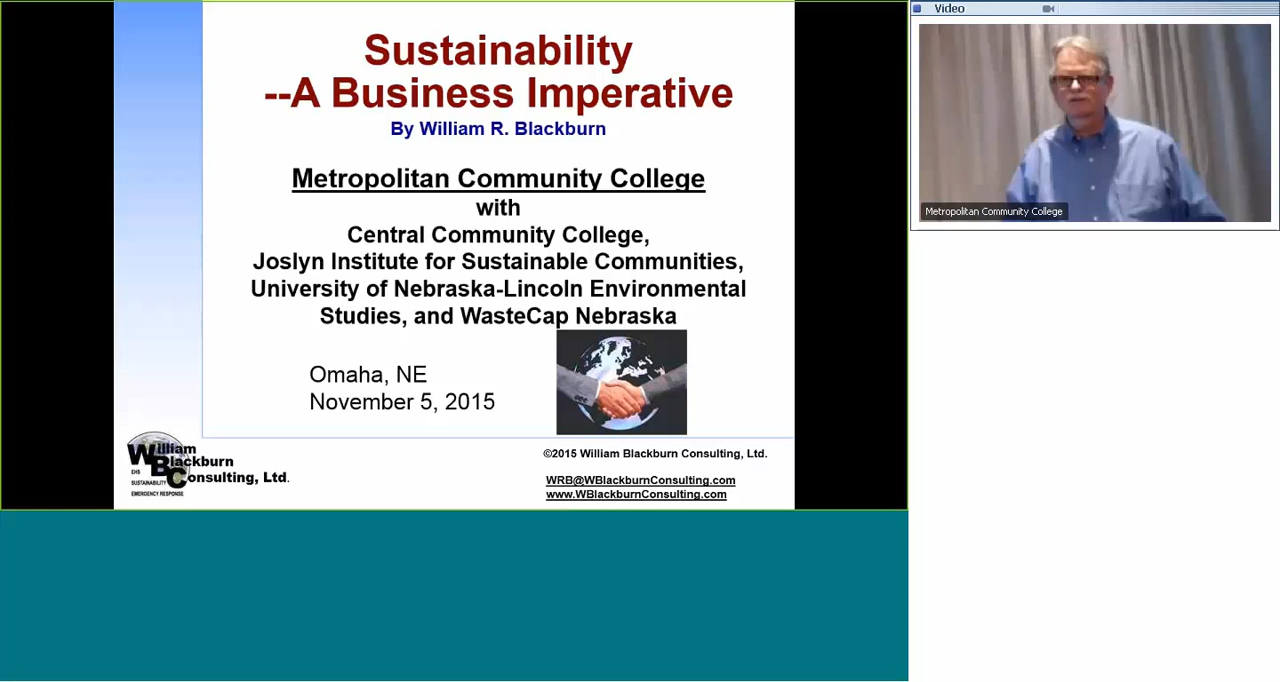 Sustainability
--A Business Imperative
By William R. Blackburn
Metropolitan Community College
with
Central Community College,
Joslyn Institute for Sustainable Communities,
University of Nebraska-Lincoln Environmental
Studies, and WasteCap Nebraska
Omaha, NE
November 5, 2015
William
Blackburn
Consulting, Ltd.
EHS
SUSTAINABILITY
EMERGENCY RESPONSE
©2015 William Blackburn Consulting, Ltd.
WRB@WBlackburnConsulting.com
www.WBlackburnConsulting.com
Video
Metropolitan Community College